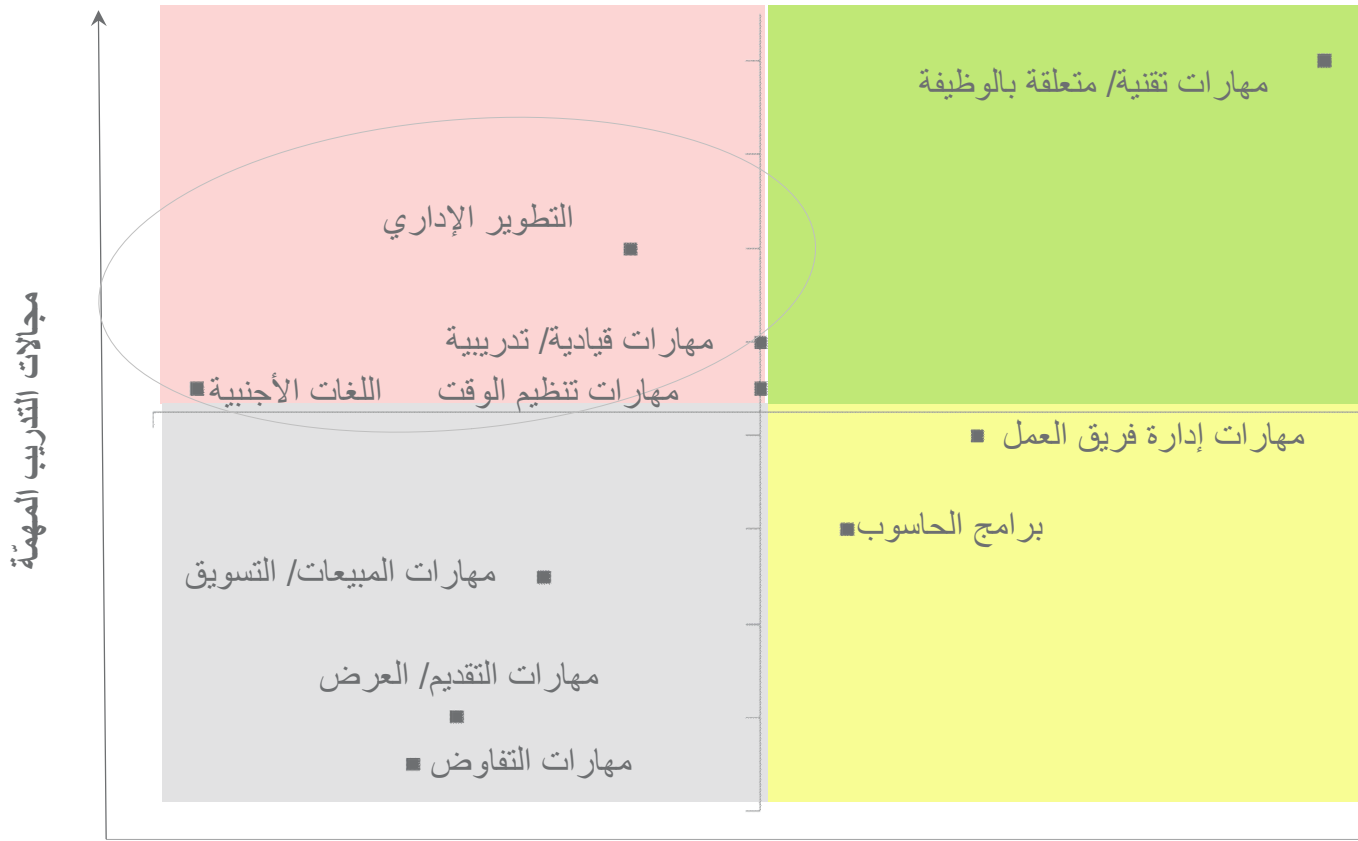 مهارات تقنية/ متعلقة بالوظيفة
التطوير الإداري
مهارات قيادية/ تدريبية
مهارات تنظيم الوقت
اللغات الأجنبية
مهارات إدارة فريق العمل
برامج الحاسوب
مهارات المبيعات/ التسويق
مهارات التقديم/ العرض
مهارات التفاوض
مجالات التدريب المهمّة